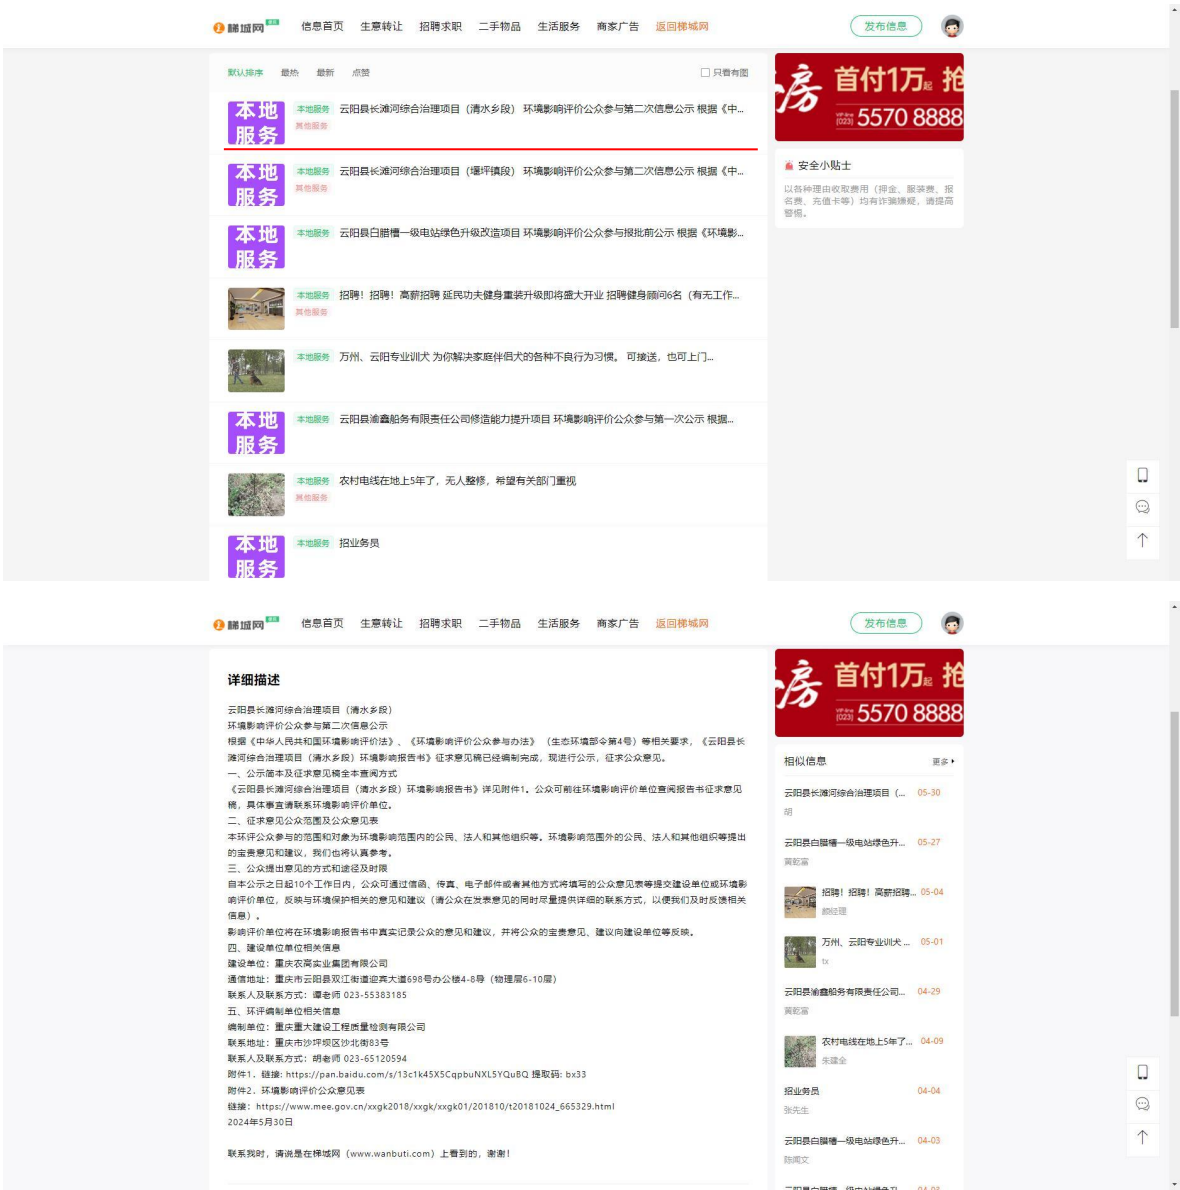 梯城网
信息首页 生意转让 招聘求职 二手物品 生活服务 商家广告 返回梯城网 发布信息
默认排序 最热 最新 点赞 只看有图
本地服务 本地服务 云阳县长滩河综合治理项目（清水乡段） 环境影响评价公众参与第二次信息公示 根据《中...
其他服务
本地服务 本地服务 云阳县长滩河综合治理项目（堰坪镇段） 环境影响评价公众参与第二次信息公示 根据《中...
其他服务
本地服务 本地服务 云阳县白腊槽一级电站绿色升级改造项目 环境影响评价公众参与报批前公示 根据《环境影...
本地服务 招聘！招聘！高薪招聘 延民功夫健身重装升级即将盛大开业 招聘健身顾问6名（有无工作...
其他服务
本地服务 万州、云阳专业训犬 为你解决家庭伴侣犬的各种不良行为习惯。 可接送，也可上门...
本地服务 本地服务 云阳县渝鑫船务有限责任公司修造能力提升项目 环境影响评价公众参与第一次公示 根据...
本地服务 农村电线在地上5年了，无人整修，希望有关部门重视
其他服务
本地服务 本地服务 招业务员
房 首付1万起 抢
VIP-line (023) 5570 8888
安全小贴士
以各种理由收取费用（押金、服装费、报
名费、充值卡等）均有诈骗嫌疑，请提高
警惕。
梯城网
信息首页 生意转让 招聘求职 二手物品 生活服务 商家广告 返回梯城网 发布信息
详细描述
云阳县长滩河综合治理项目（清水乡段）
环境影响评价公众参与第二次信息公示
根据《中华人民共和国环境影响评价法》、《环境影响评价公众参与办法》（生态环境部令第4号）等相关要求，《云阳县长
滩河综合治理项目（清水乡段）环境影响报告书》征求意见稿已经编制完成，现进行公示，征求公众意见。
一、公示简本及征求意见稿全本查阅方式
《云阳县长滩河综合治理项目（清水乡段）环境影响报告书》详见附件1。公众可前往环境影响评价单位查阅报告书征求意见
稿，具体事宜请联系环境影响评价单位。
二、征求意见公众范围及公众意见表
本环评公众参与的范围和对象为环境影响范围内的公民、法人和其他组织等。环境影响范围外的公民、法人和其他组织等提出
的宝贵意见和建议，我们也将认真参考。
三、公众提出意见的方式和途径及时限
自本公示之日起10个工作日内，公众可通过信函、传真、电子邮件或者其他方式将填写的公众意见表等提交建设单位或环境影
响评价单位，反映与环境保护相关的意见和建议（请公众在发表意见的同时尽量提供详细的联系方式，以便我们及时反馈相关
信息）。
影响评价单位将在环境影响报告书中真实记录公众的意见和建议，并将公众的宝贵意见、建议向建设单位等反映。
四、建设单位单位相关信息
建设单位：重庆农高实业集团有限公司
通信地址：重庆市云阳县双江街道迎宾大道698号办公楼4-8导（物理层6-10层）
联系人及联系方式：谭老师 023-55383185
五、环评编制单位相关信息
编制单位：重庆重大建设工程质量检测有限公司
联系地址：重庆市沙坪坝区沙北街83号
联系人及联系方式：胡老师 023-65120594
附件1、链接: https://pan.baidu.com/s/13c1k45X5CqpbuNXL5YQuBQ 提取码: bx33
附件2、环境影响评价公众意见表
链接：https://www.mee.gov.cn/xxgk2018/xxgk/xxgk01/201810/t20181024_665329.html
2024年5月30日
联系我时，请说是在梯城网（www.wanbuti.com）上看到的，谢谢！
房 首付1万起 抢
VIP-line (023) 5570 8888
相似信息 更多
云阳县长滩河综合治理项目（... 05-30
胡
云阳县白腊槽一级电站绿色升... 05-27
黄乾富
招聘！招聘！高薪招聘... 05-04
颜经理
万州、云阳专业训犬 ... 05-01
tx
云阳县渝鑫船务有限责任公司... 04-29
黄乾富
农村电线在地上5年了... 04-09
朱建全
招业务员 04-04
张先生
云阳县白腊槽一级电站绿色升... 04-03
陈闻文